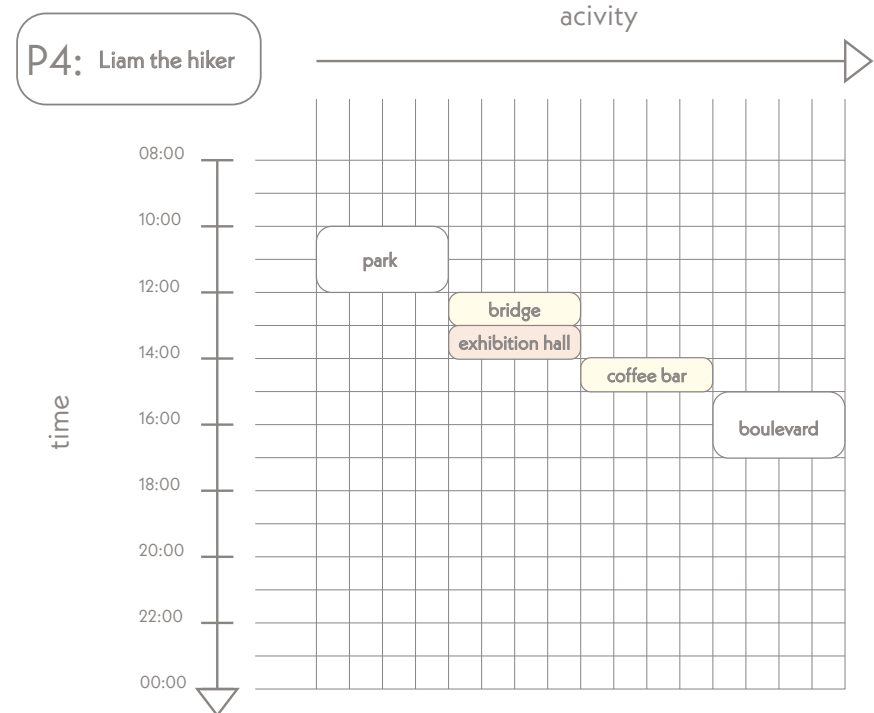 acivity
P4: Liam the hiker
08:00
10:00
park
12:00
bridge
exhibition hall
14:00
coffee bar
time
16:00
boulevard
18:00
20:00
22:00
00:00